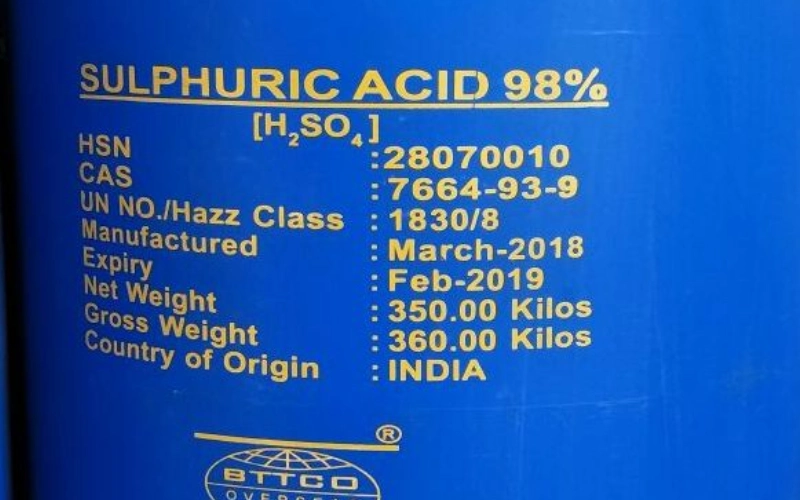 SULPHURIC ACID 98%
[H₂SO₄]
HSN : 28070010
CAS : 7664-93-9
UN NO./Hazz Class : 1830/8
Manufactured : March-2018
Expiry : Feb-2019
Net Weight : 350.00 Kilos
Gross Weight : 360.00 Kilos
Country of Origin : INDIA
®
BTTCO